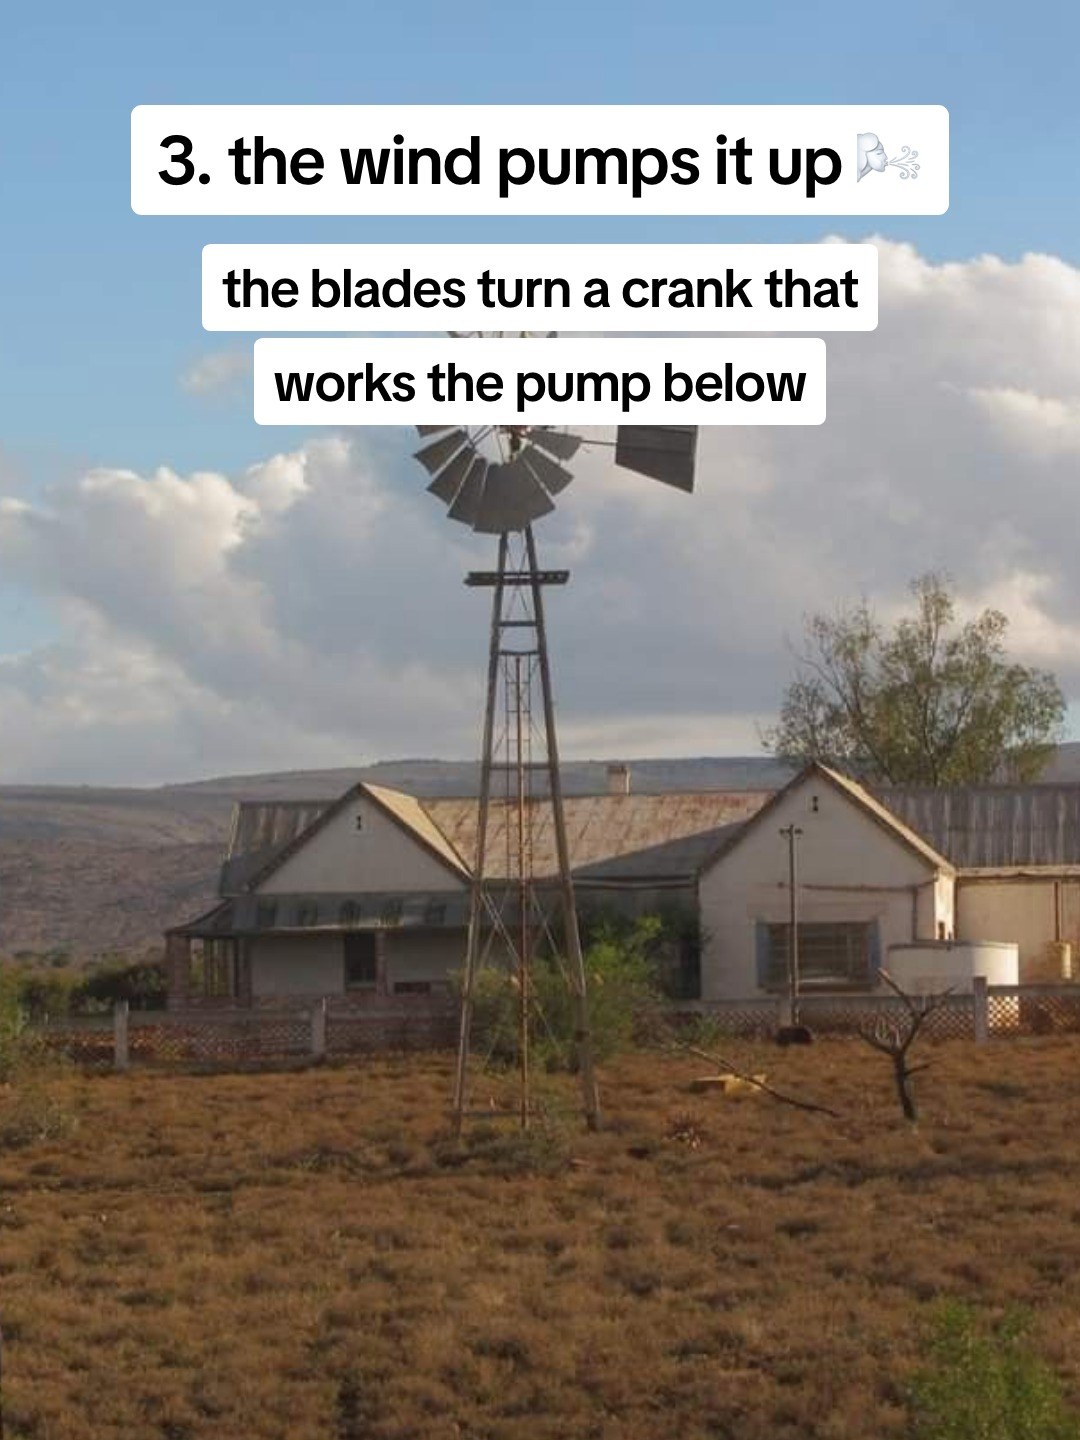 3. the wind pumps it up 🌬️
the blades turn a crank that
works the pump below